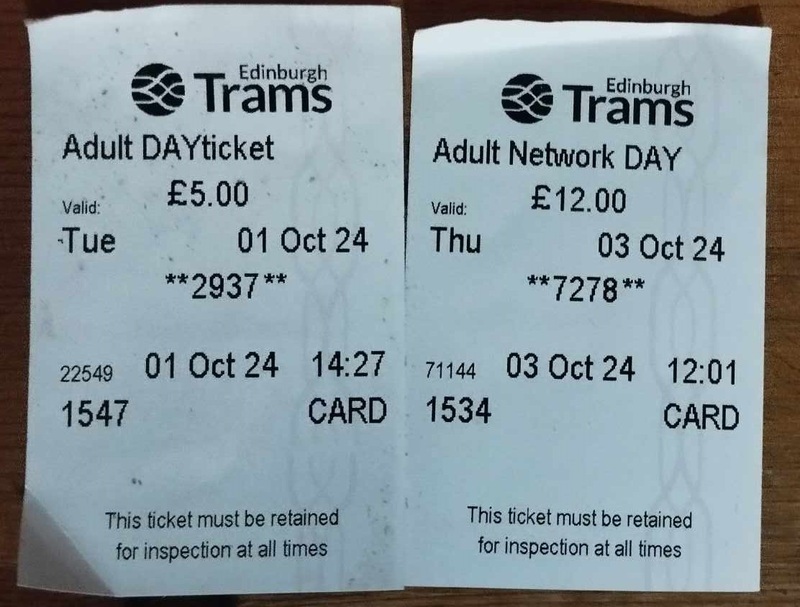 Edinburgh
Trams
Adult DAYticket
£5.00
Valid:
Tue 01 Oct 24
**2937**
22549 01 Oct 24 14:27
1547 CARD
This ticket must be retained
for inspection at all times
Edinburgh
Trams
Adult Network DAY
£12.00
Valid:
Thu 03 Oct 24
**7278**
71144 03 Oct 24 12:01
1534 CARD
This ticket must be retained
for inspection at all times